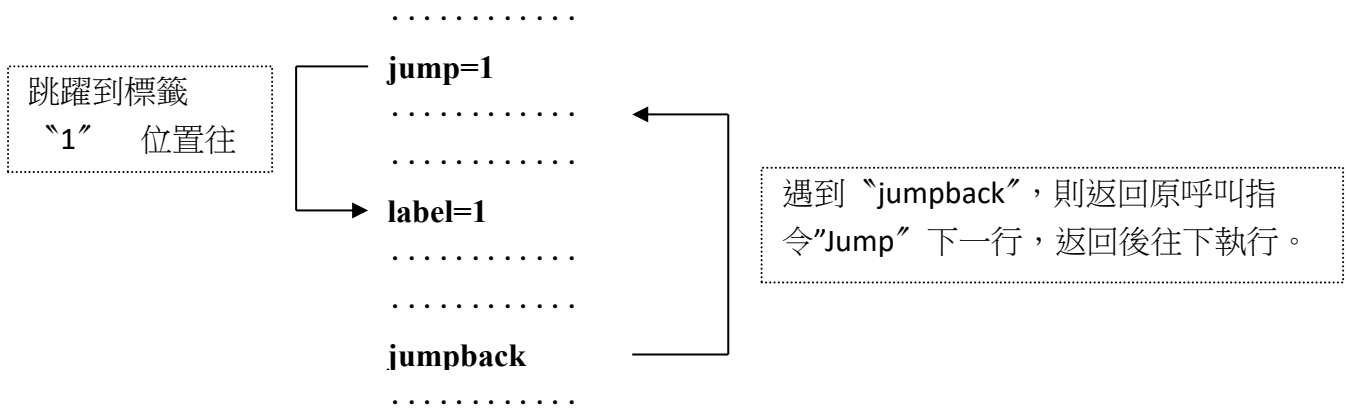 ............
jump=1
跳躍到標籤
〝1〞 位置往
............
............
label=1
遇到〝jumpback〞，則返回原呼叫指
令”Jump〞下一行，返回後往下執行。
............
............
jumpback
............